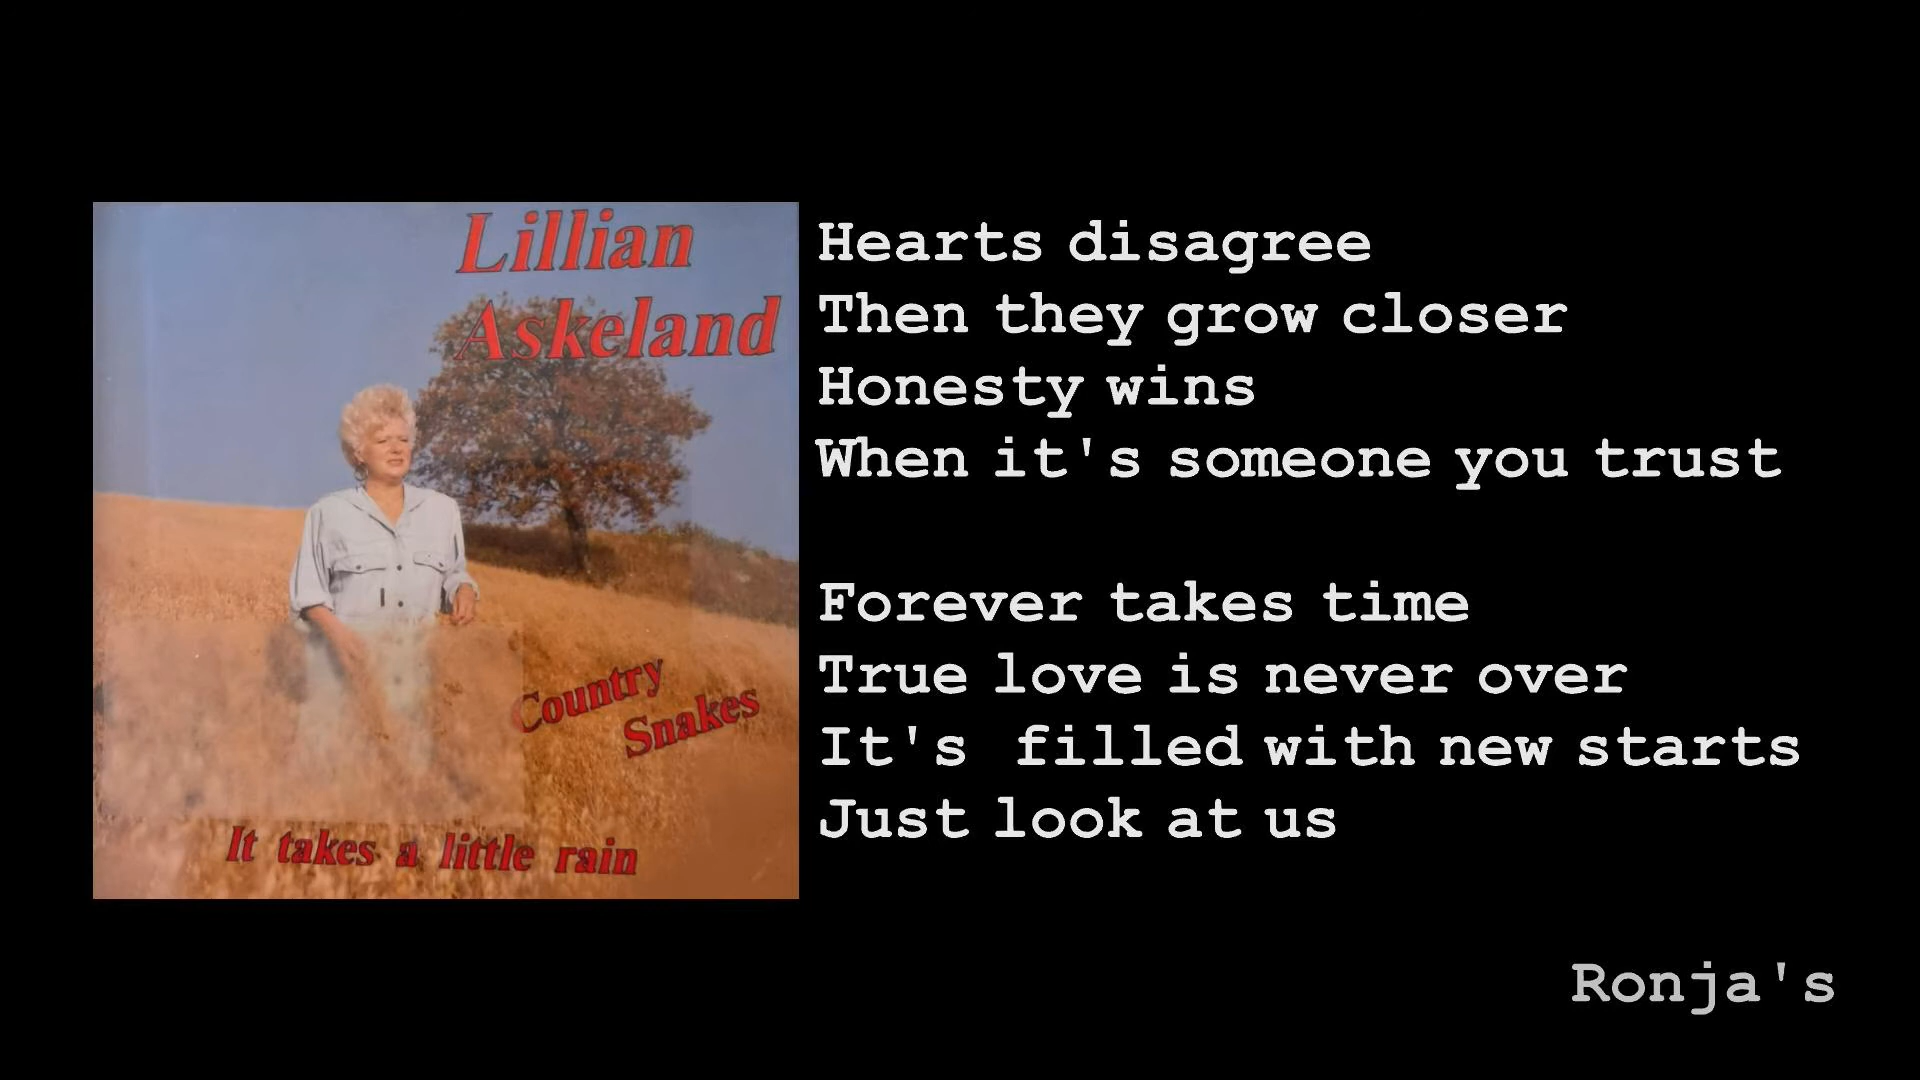 Lillian
Askeland
Country
Snakes
It takes a little rain
Hearts disagree
Then they grow closer
Honesty wins
When it's someone you trust
Forever takes time
True love is never over
It's filled with new starts
Just look at us
Ronja's